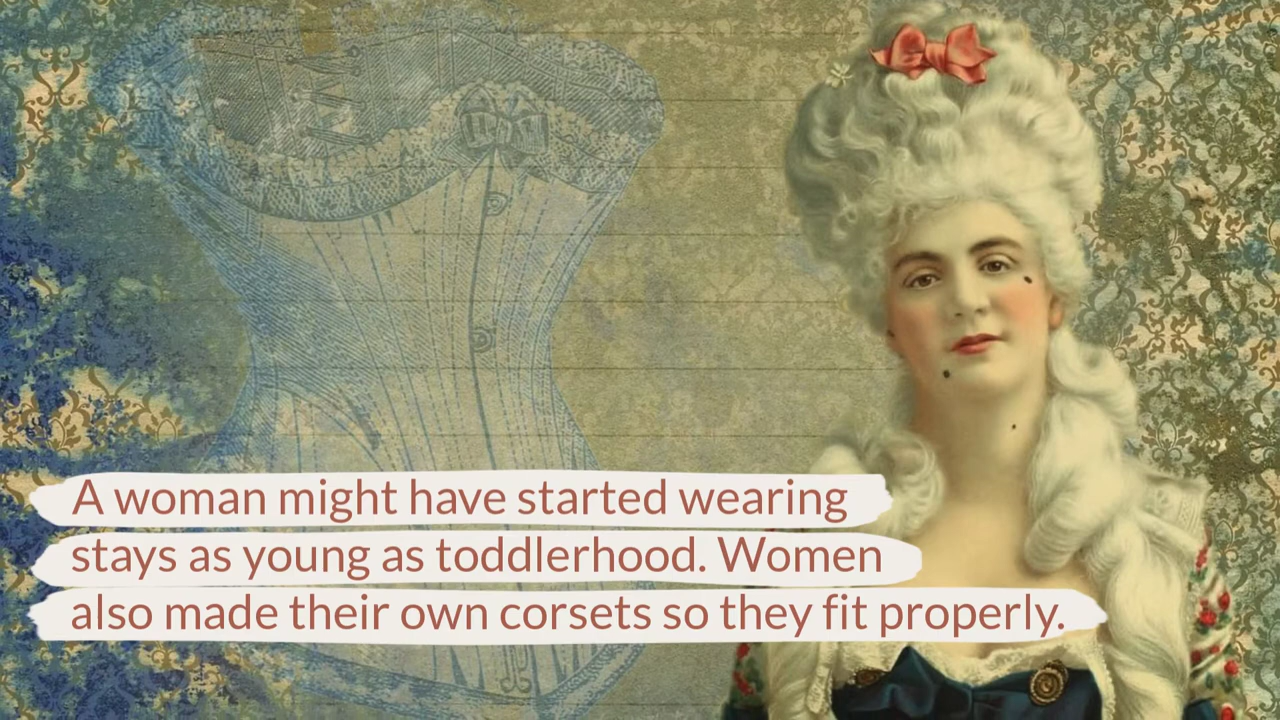 A woman might have started wearing
stays as young as toddlerhood. Women
also made their own corsets so they fit properly.